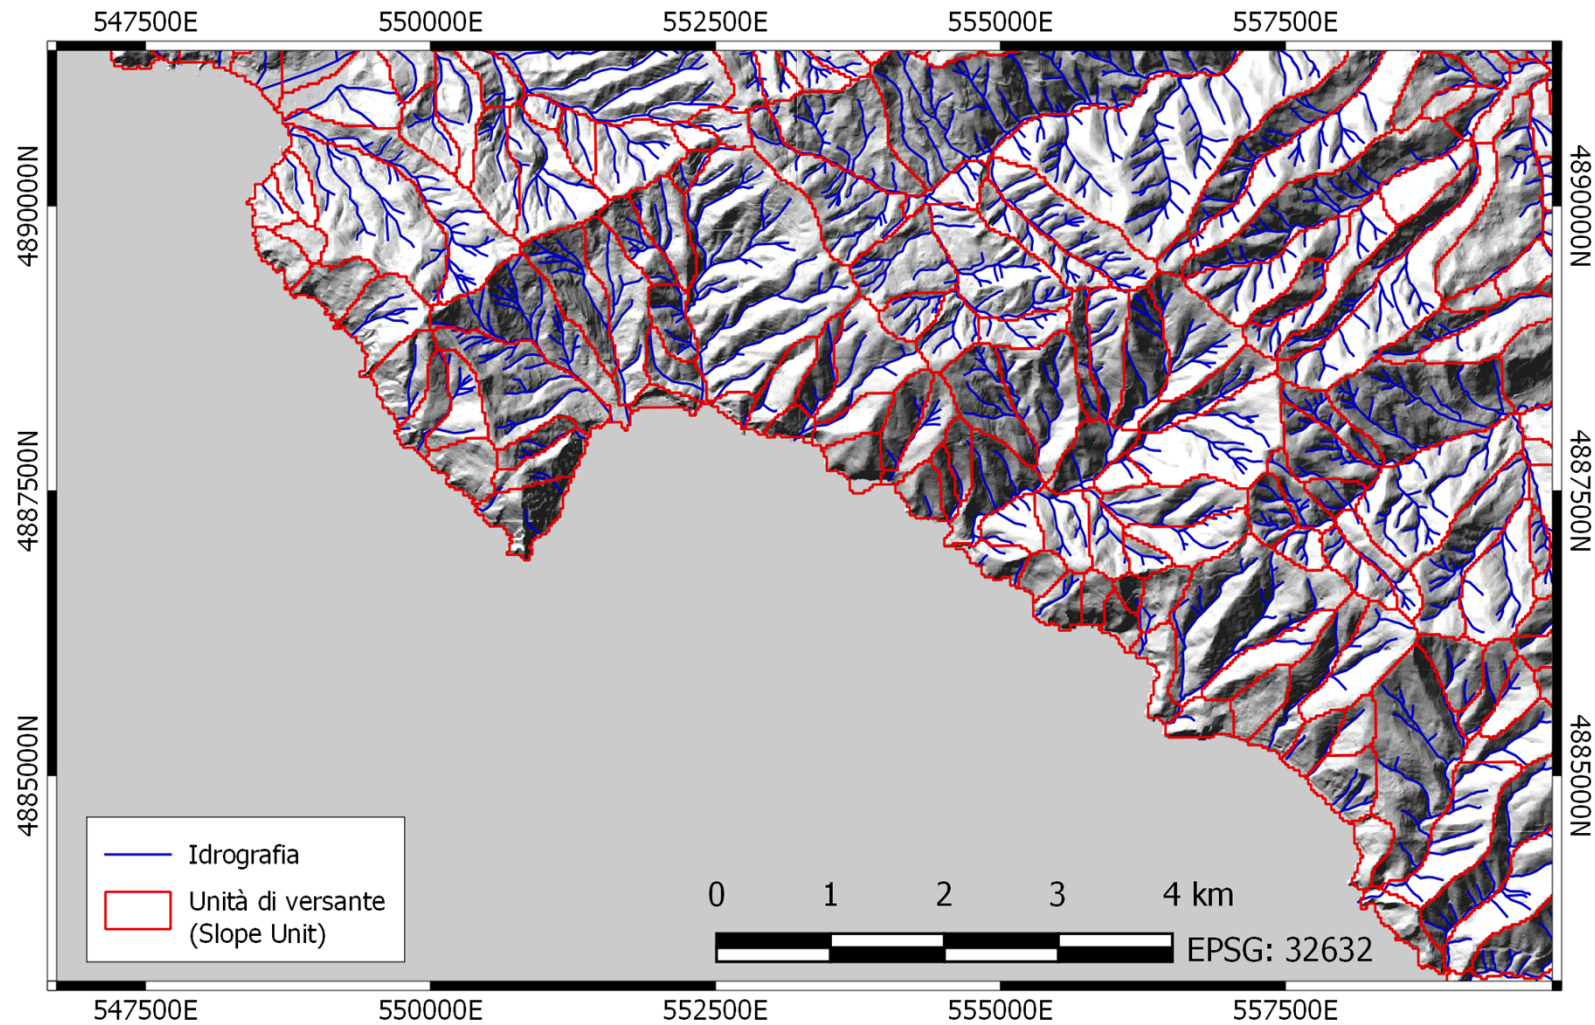 547500E 550000E 552500E 555000E 557500E
4890000N 4890000N
4887500N 4887500N
4885000N 4885000N
Idrografia
Unità di versante
(Slope Unit)
0 1 2 3 4 km
EPSG: 32632
547500E 550000E 552500E 555000E 557500E